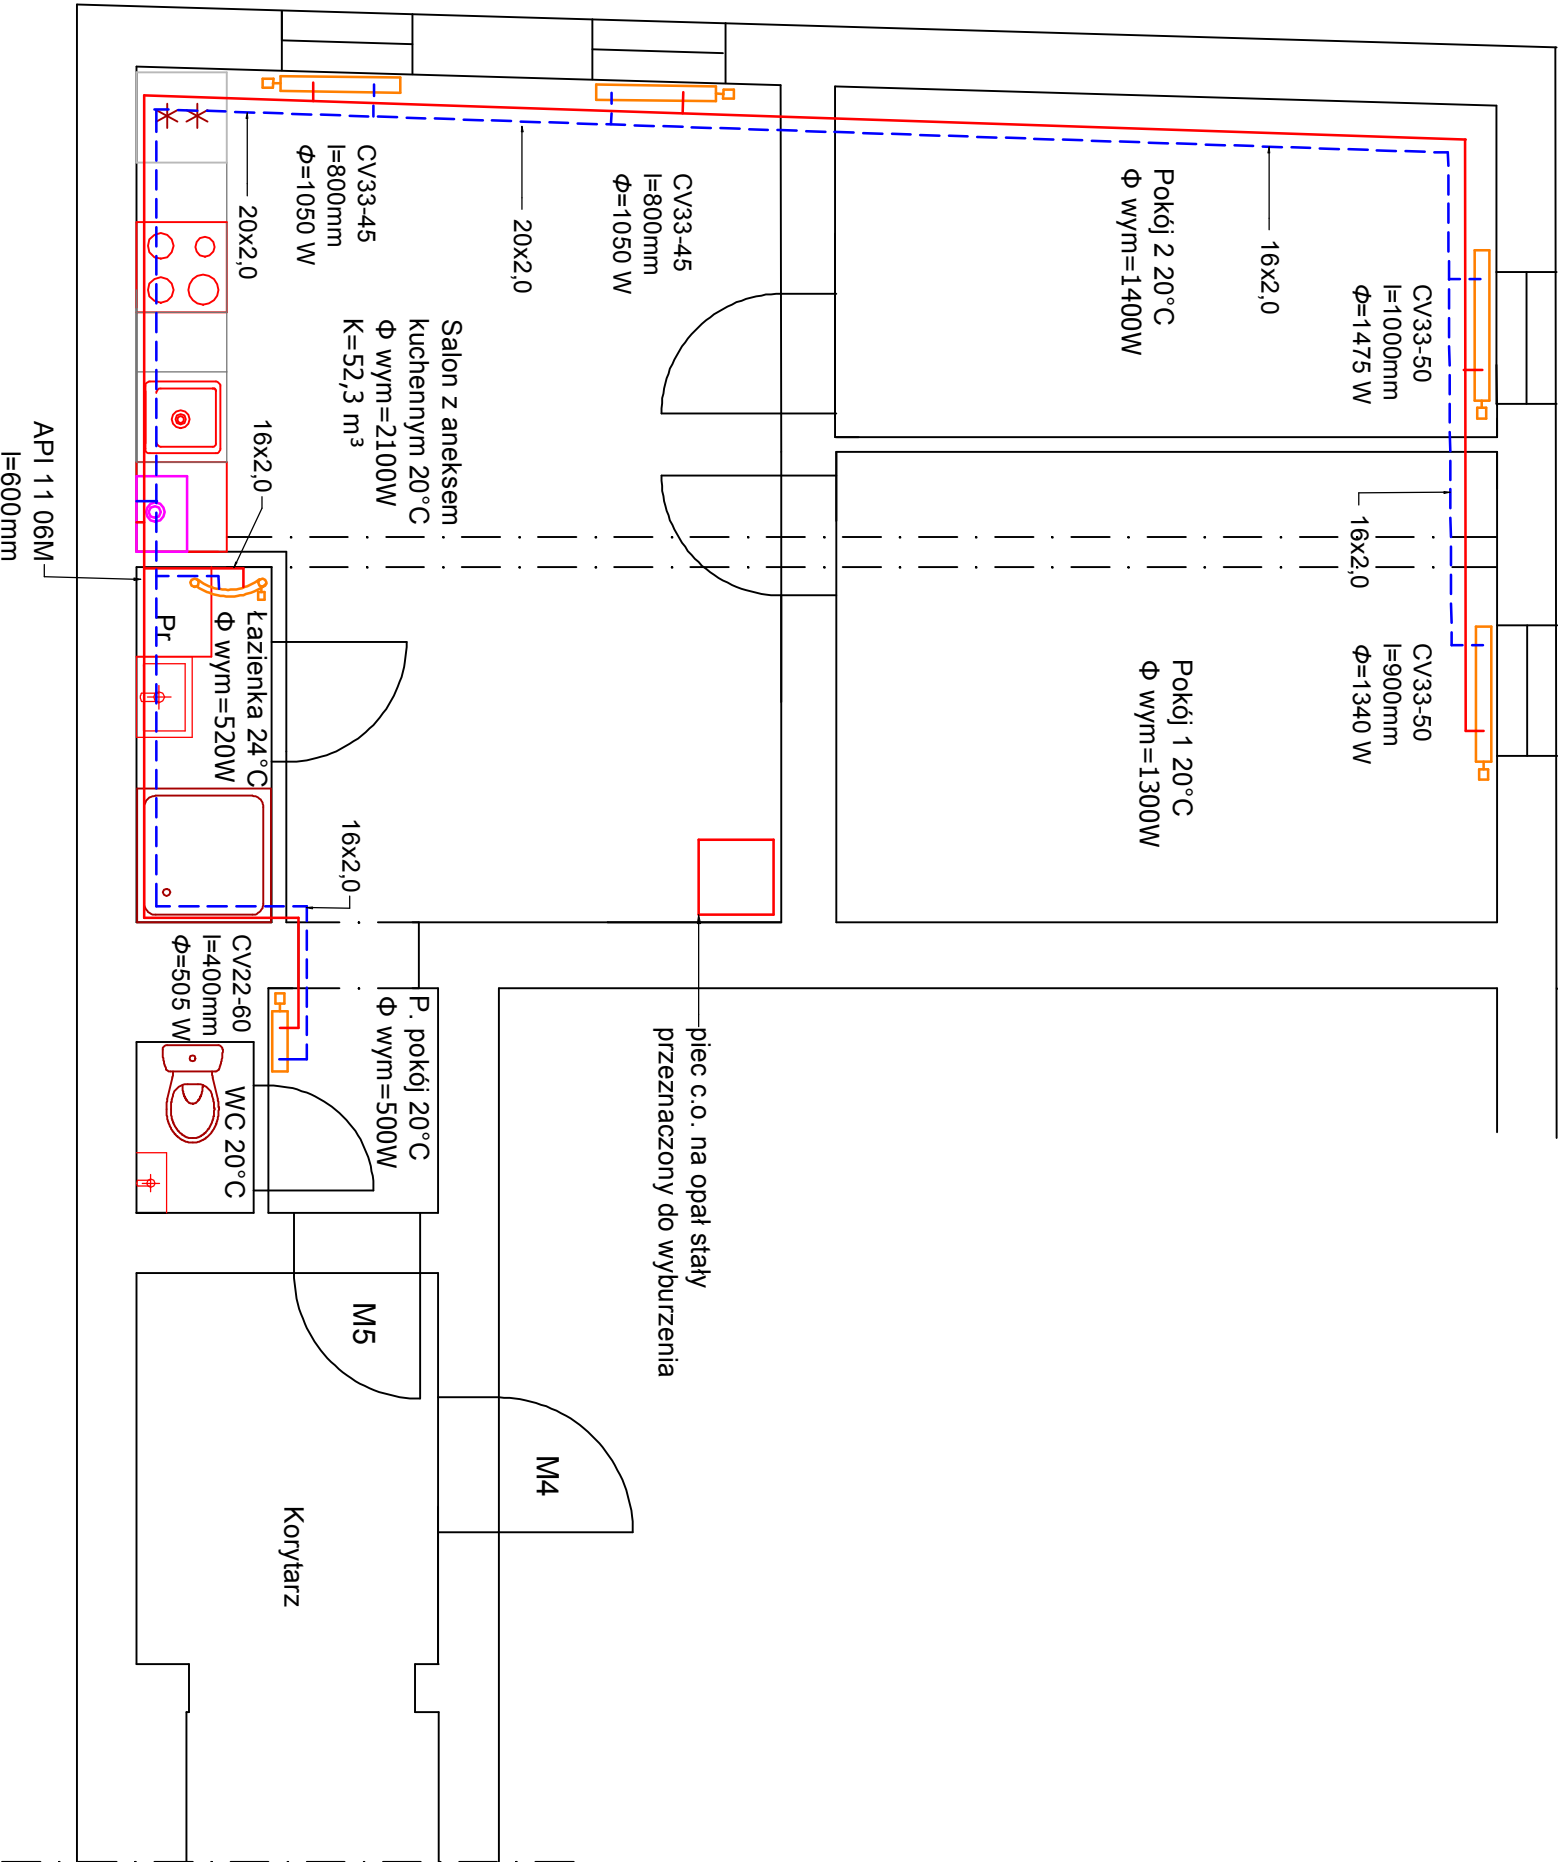 CV33-50
l=1000mm
Φ=1475 W
CV33-50
l=900mm
Φ=1340 W
16x2,0
16x2,0
Pokój 2 20°C
Φ wym=1400W
Pokój 1 20°C
Φ wym=1300W
CV33-45
l=800mm
Φ=1050 W
20x2,0
CV33-45
l=800mm
Φ=1050 W
20x2,0
Salon z aneksem
kuchennym 20°C
Φ wym=2100W
K=52,3 m³
16x2,0
API 11 06M
l=600mm
Łazienka 24°C
Φ wym=520W
Pr
16x2,0
CV22-60
l=400mm
Φ=505 W
P. pokój 20°C
Φ wym=500W
WC 20°C
piec c.o. na opał stały
przeznaczony do wyburzenia
M5
M4
Korytarz